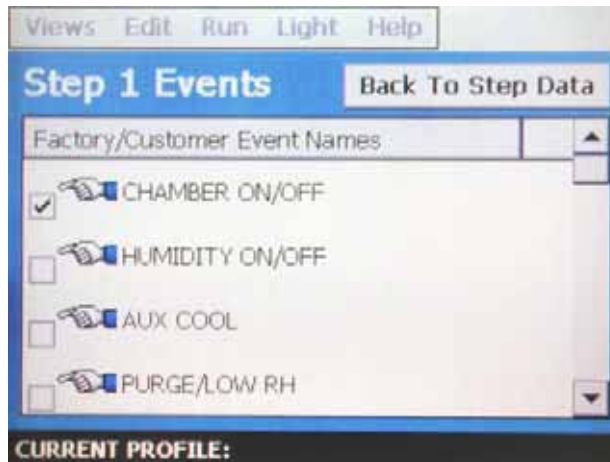 Views Edit Run Light Help
Step 1 Events
Back To Step Data
Factory/Customer Event Names
CHAMBER ON/OFF
HUMIDITY ON/OFF
AUX COOL
PURGE/LOW RH
CURRENT PROFILE: